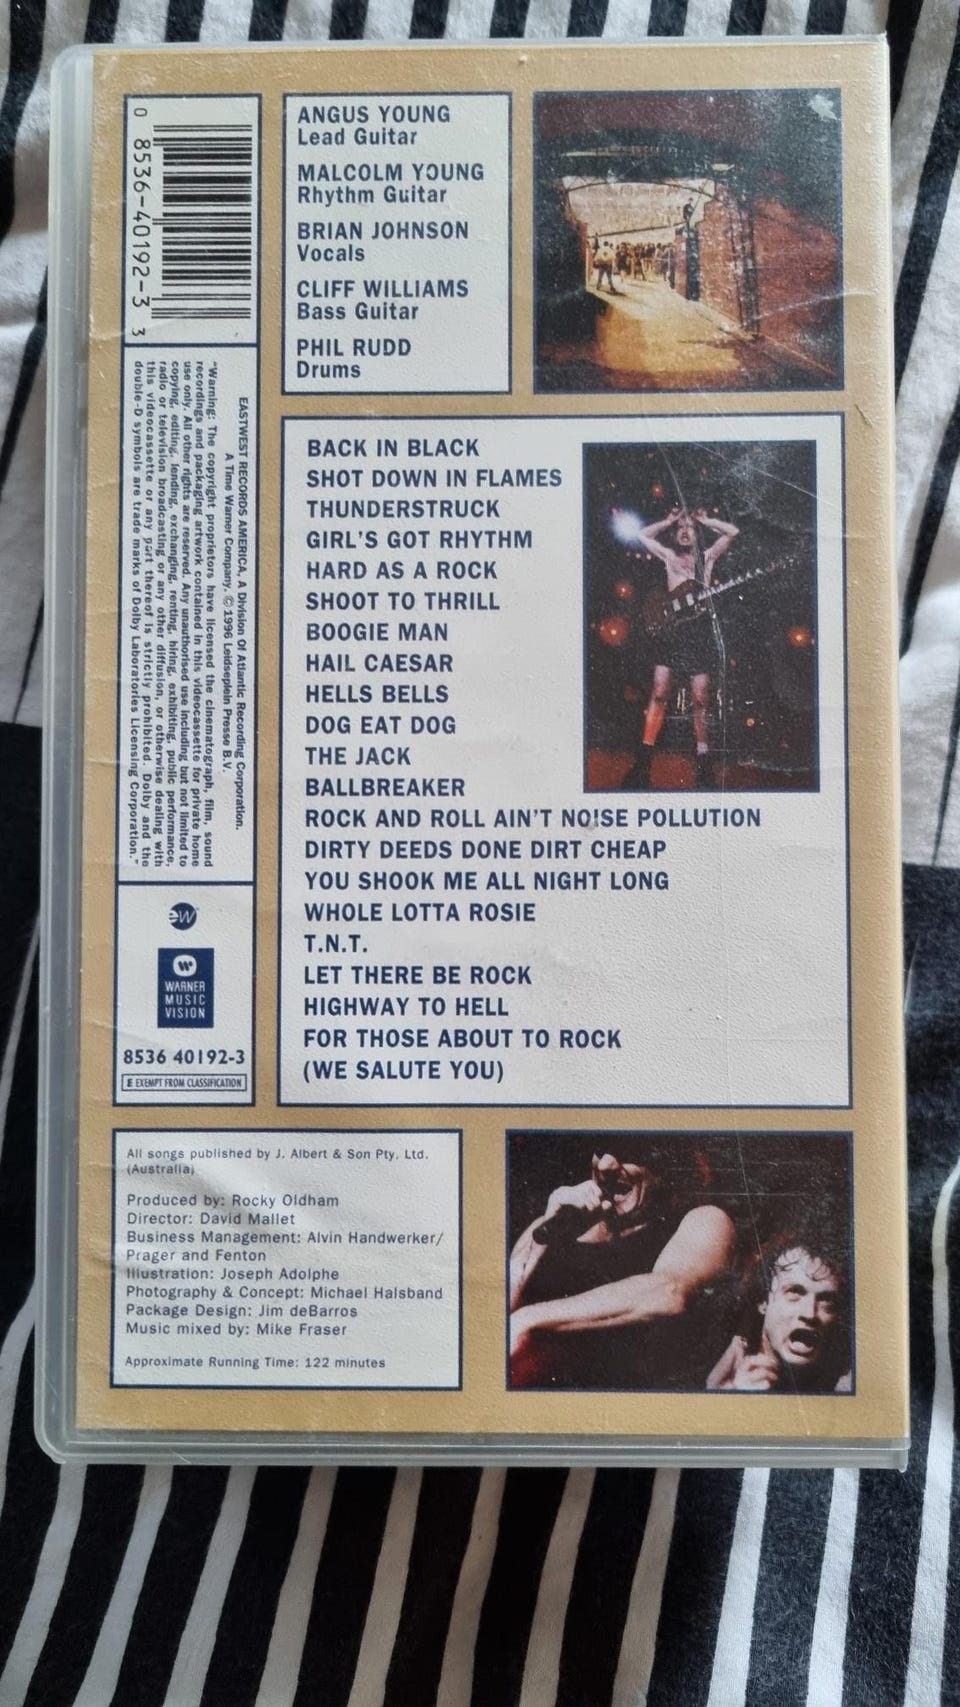 0 8536-40192-3 3
ANGUS YOUNG
Lead Guitar
MALCOLM YOUNG
Rhythm Guitar
BRIAN JOHNSON
Vocals
CLIFF WILLIAMS
Bass Guitar
PHIL RUDD
Drums
EASTWEST RECORDS AMERICA, A Division Of Atlantic Recording Corporation.
A Time Warner Company. © 1996 Leidseplein Presse B.V.
"Warning: The copyright proprietors have licensed the cinematograph, film, sound
recordings and packaging artwork contained in this videocassette for private home
use only. All other rights are reserved. Any unauthorised use including but not limited to
copying, editing, lending, exchanging, renting, hiring, exhibiting, public performance,
radio or television broadcasting or any other diffusion, or otherwise dealing with
this videocassette or any part thereof is strictly prohibited. Dolby and the
double-D symbols are trade marks of Dolby Laboratories Licensing Corporation."
BACK IN BLACK
SHOT DOWN IN FLAMES
THUNDERSTRUCK
GIRL'S GOT RHYTHM
HARD AS A ROCK
SHOOT TO THRILL
BOOGIE MAN
HAIL CAESAR
HELLS BELLS
DOG EAT DOG
THE JACK
BALLBREAKER
ROCK AND ROLL AIN'T NOISE POLLUTION
DIRTY DEEDS DONE DIRT CHEAP
YOU SHOOK ME ALL NIGHT LONG
WHOLE LOTTA ROSIE
T.N.T.
LET THERE BE ROCK
HIGHWAY TO HELL
FOR THOSE ABOUT TO ROCK
(WE SALUTE YOU)
ew
WARNER
MUSIC
VISION
8536 40192-3
E EXEMPT FROM CLASSIFICATION
All songs published by J. Albert & Son Pty. Ltd.
(Australia)
Produced by: Rocky Oldham
Director: David Mallet
Business Management: Alvin Handwerker/
Prager and Fenton
Illustration: Joseph Adolphe
Photography & Concept: Michael Halsband
Package Design: Jim deBarros
Music mixed by: Mike Fraser
Approximate Running Time: 122 minutes